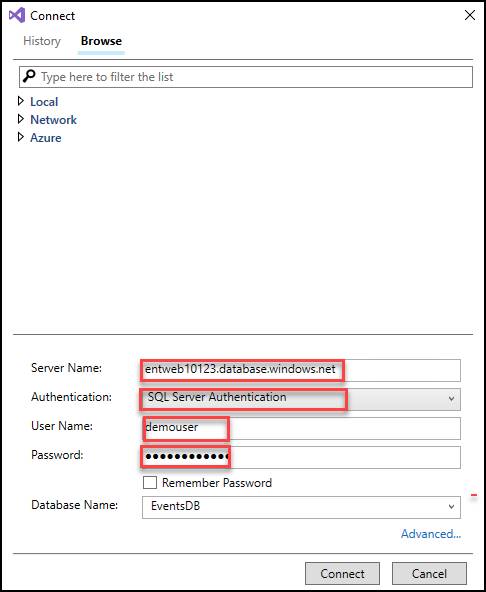 Connect
History Browse
Type here to filter the list
Local
Network
Azure
Server Name: entweb10123.database.windows.net
Authentication: SQL Server Authentication
User Name: demouser
Password: ●●●●●●●●●●●●
Remember Password
Database Name: EventsDB
Advanced...
Connect Cancel